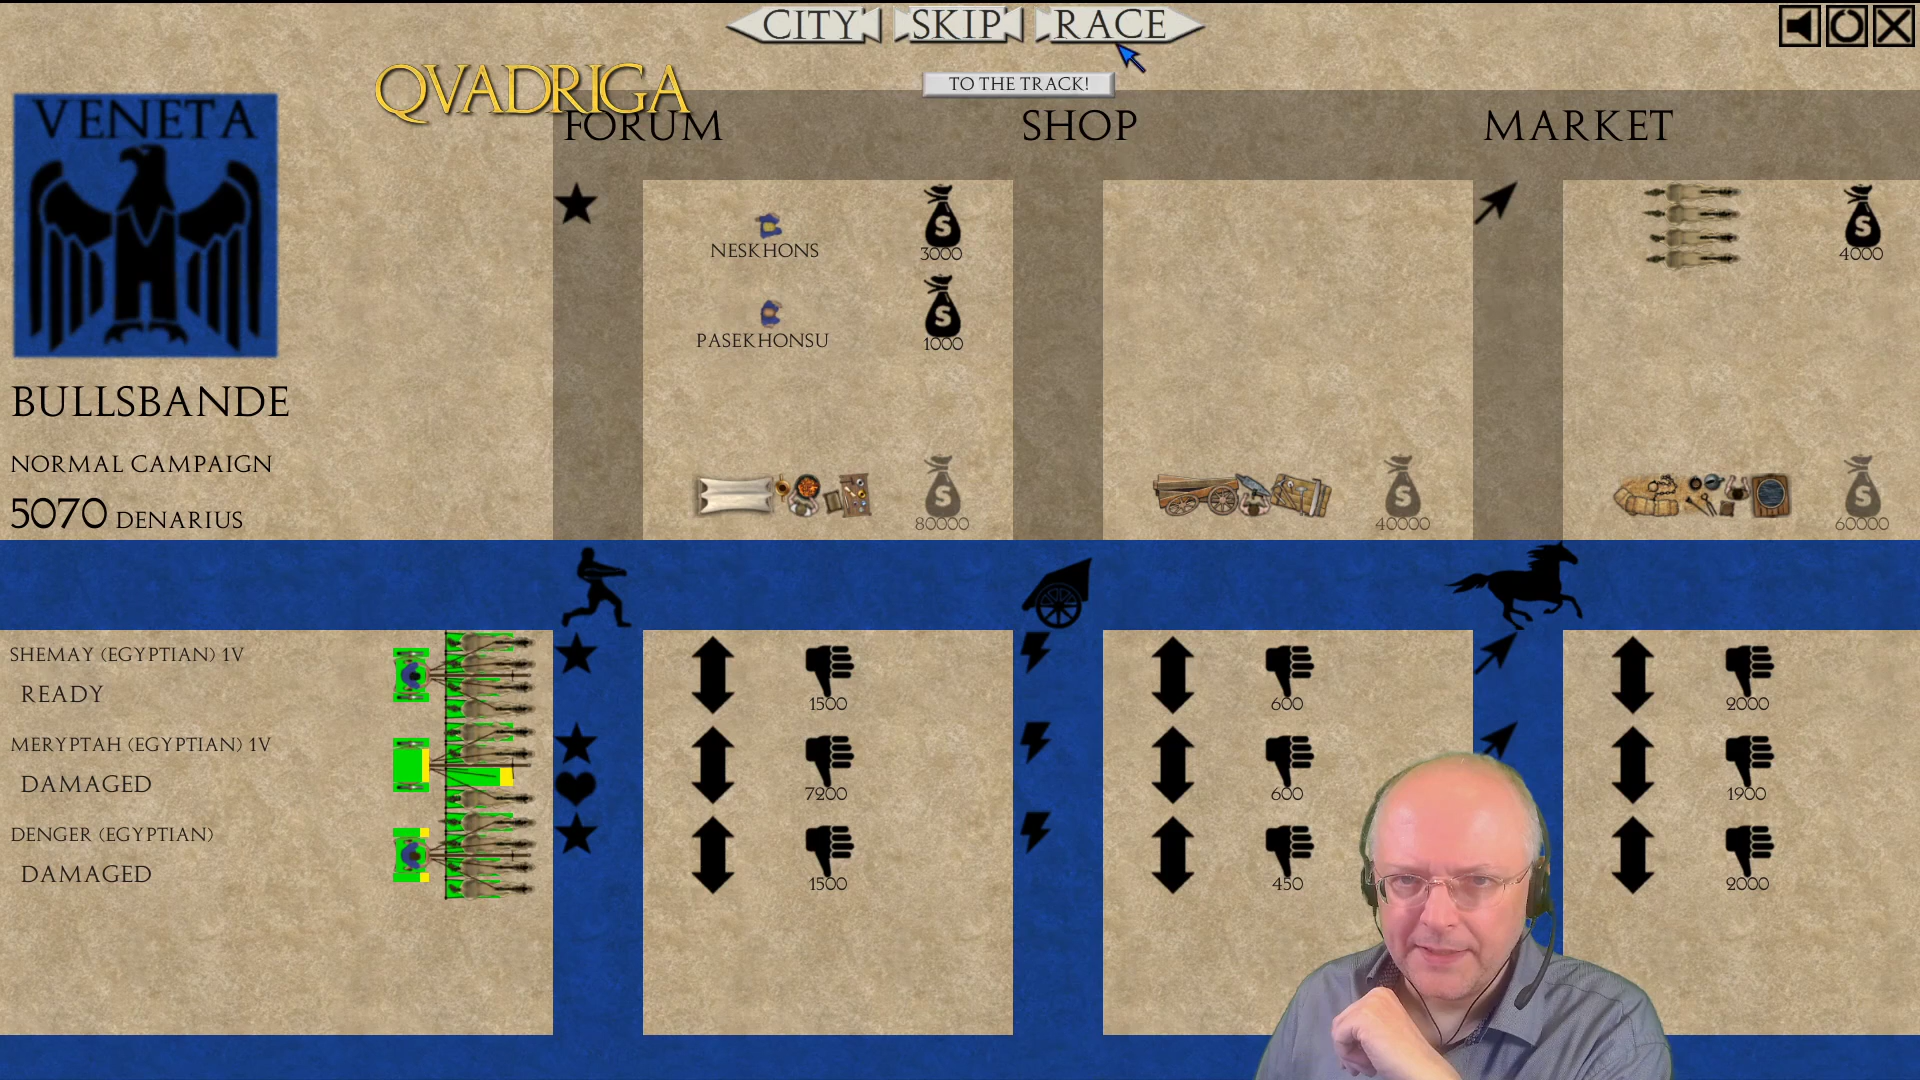 CITY SKIP RACE
TO THE TRACK!
QVADRIGA
VENETA
FORUM SHOP MARKET
NESKHONS 3000 4000
PASEKHONSU 1000
BULLSBANDE
NORMAL CAMPAIGN
5070 DENARIUS
80000 40000 60000
SHEMAY (EGYPTIAN) 1V
READY 1500 600 2000
MERYPTAH (EGYPTIAN) 1V
DAMAGED 7200 600 1900
DENGER (EGYPTIAN)
DAMAGED 1500 450 2000